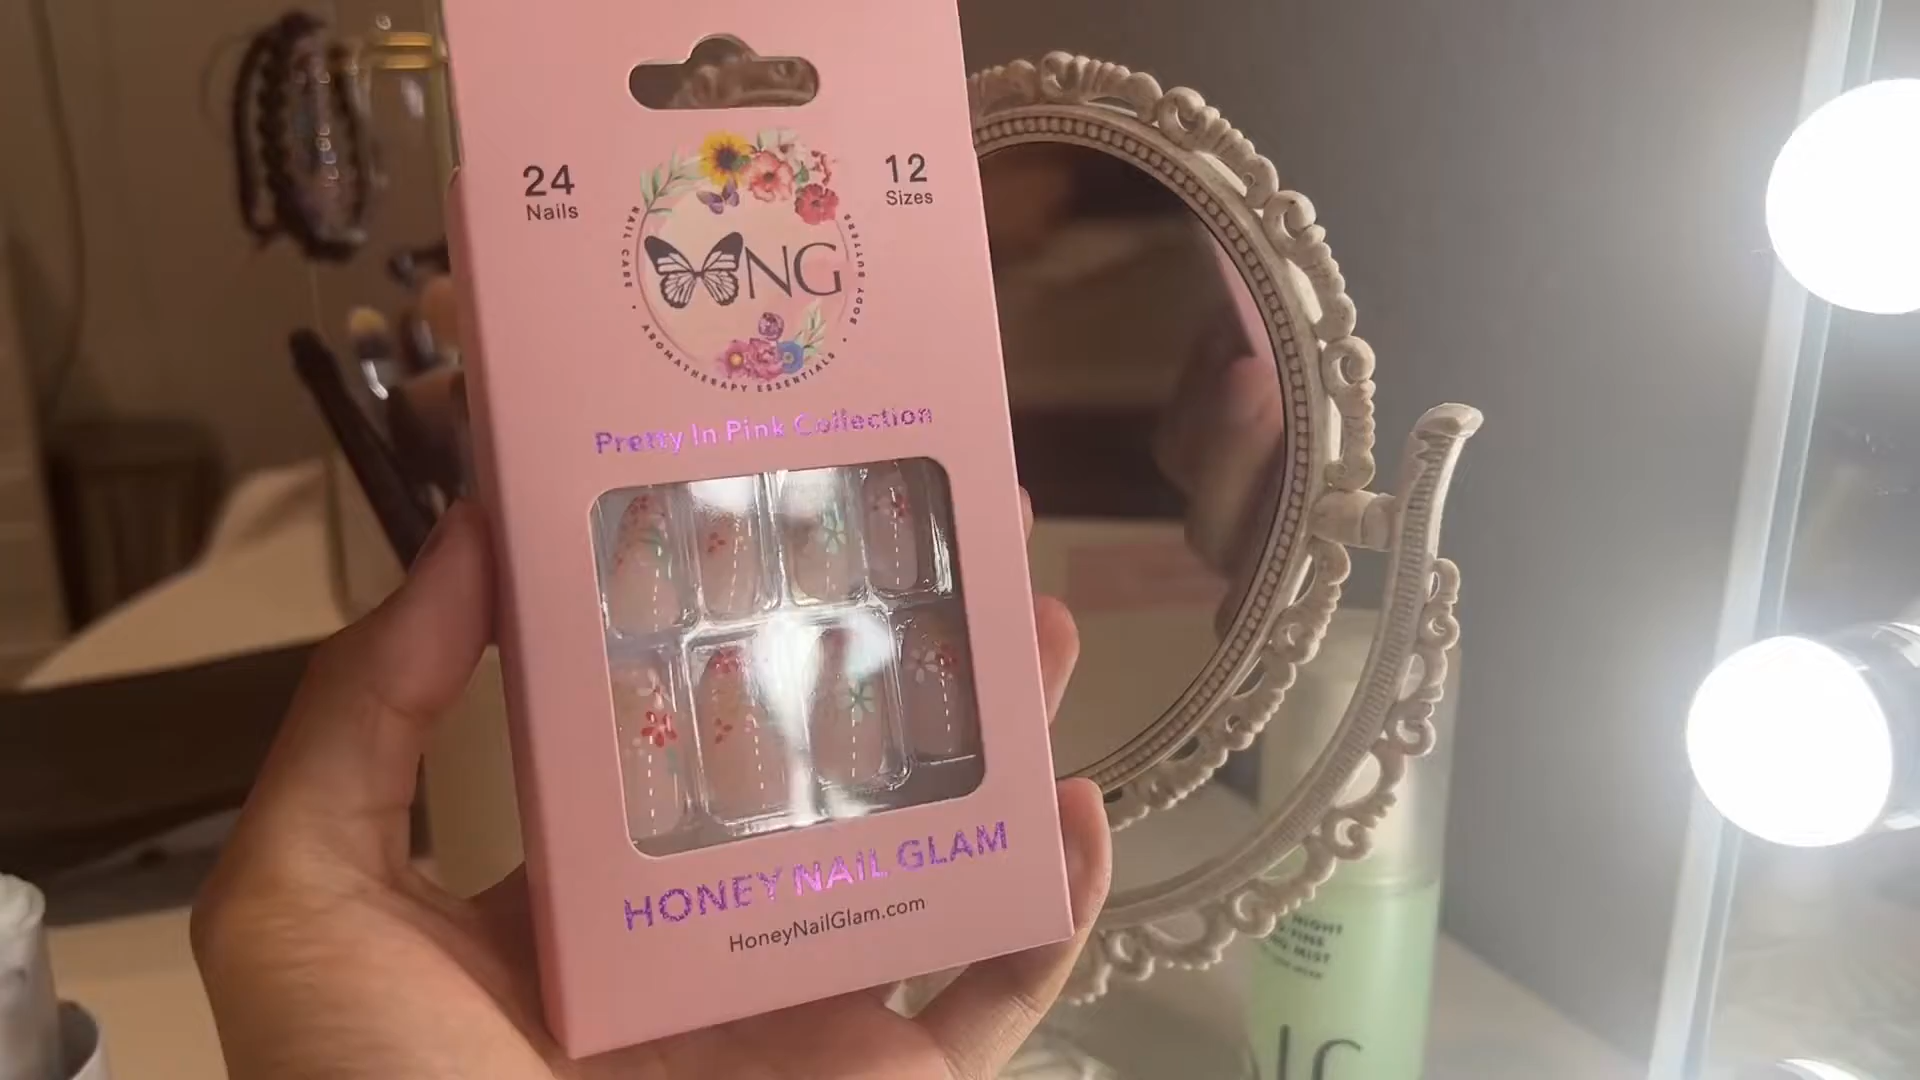 24
Nails
12
Sizes
NG
NAIL CARE • AROMATHERAPY ESSENTIALS • BODY BUTTERS
Pretty In Pink Collection
HONEY NAIL GLAM
HoneyNailGlam.com
MIST